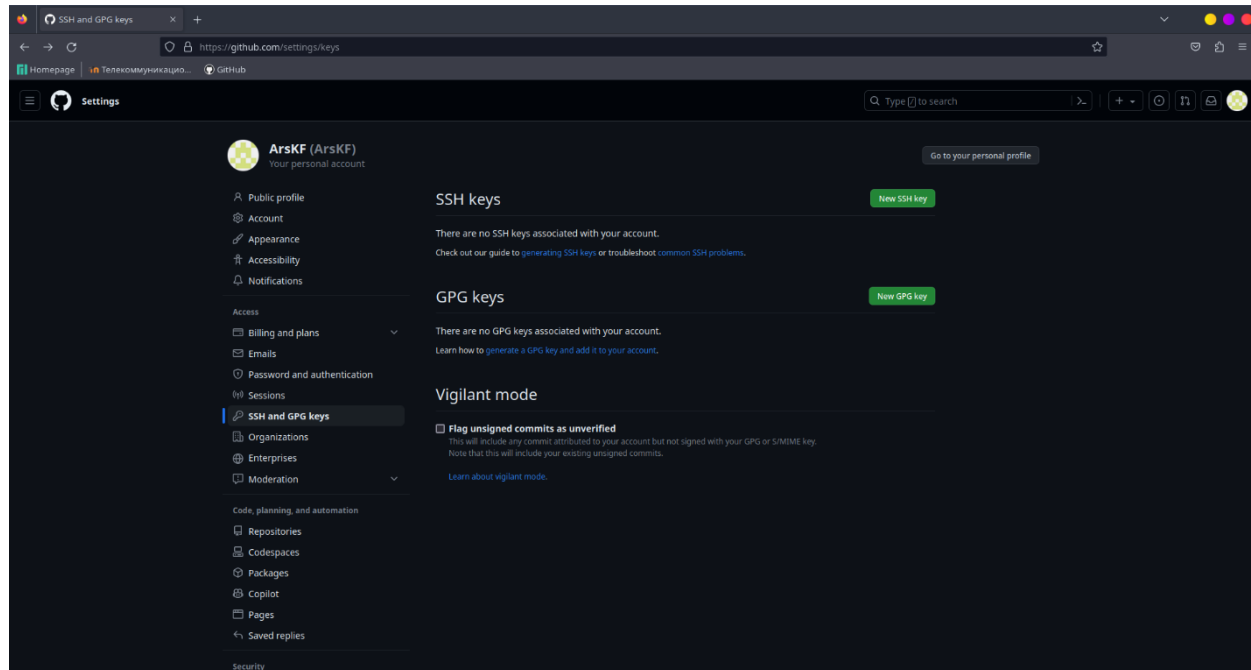 SSH and GPG keys
https://github.com/settings/keys
Homepage
Телекоммуникацио...
GitHub
Settings
Type / to search
ArsKF (ArsKF)
Your personal account
Go to your personal profile
Public profile
Account
Appearance
Accessibility
Notifications
Access
Billing and plans
Emails
Password and authentication
Sessions
SSH and GPG keys
Organizations
Enterprises
Moderation
Code, planning, and automation
Repositories
Codespaces
Packages
Copilot
Pages
Saved replies
Security
SSH keys
New SSH key
There are no SSH keys associated with your account.
Check out our guide to generating SSH keys or troubleshoot common SSH problems.
GPG keys
New GPG key
There are no GPG keys associated with your account.
Learn how to generate a GPG key and add it to your account.
Vigilant mode
Flag unsigned commits as unverified
This will include any commit attributed to your account but not signed with your GPG or S/MIME key.
Note that this will include your existing unsigned commits.
Learn about vigilant mode.